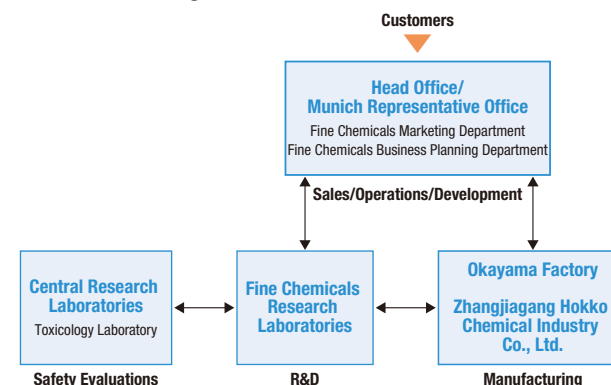 Customers
Head Office/
Munich Representative Office
Fine Chemicals Marketing Department
Fine Chemicals Business Planning Department
Sales/Operations/Development
Central Research
Laboratories
Toxicology Laboratory
Safety Evaluations
Fine Chemicals
Research
Laboratories
R&D
Okayama Factory
Zhangjiagang Hokko
Chemical Industry
Co., Ltd.
Manufacturing